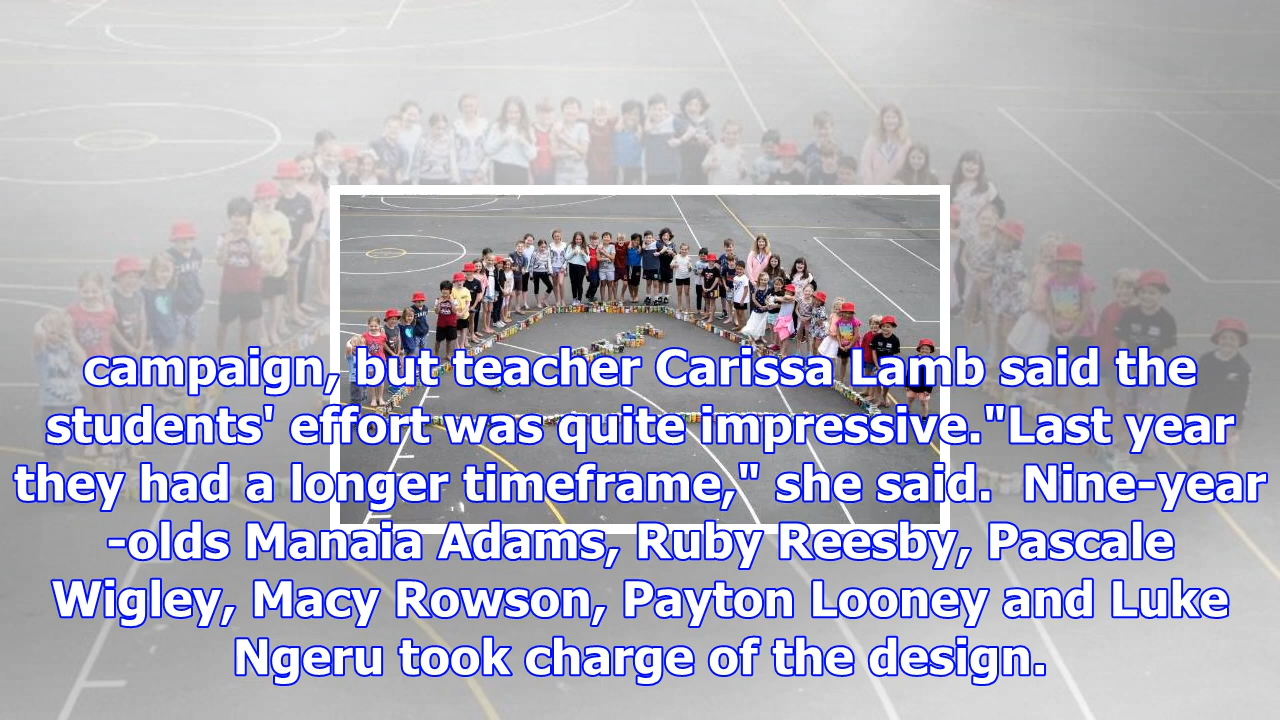 campaign, but teacher Carissa Lamb said the
students' effort was quite impressive."Last year
they had a longer timeframe," she said.  Nine-year
-olds Manaia Adams, Ruby Reesby, Pascale
Wigley, Macy Rowson, Payton Looney and Luke
Ngeru took charge of the design.